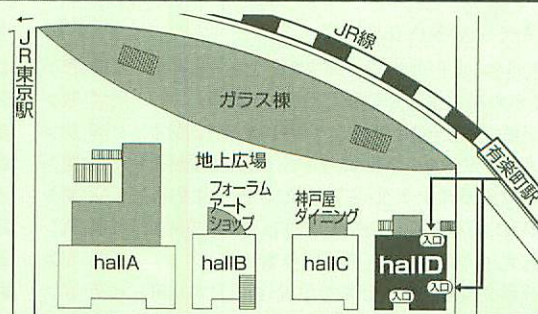 ←
JR東京駅
JR線
有楽町駅
ガラス棟
地上広場
フォーラム
アート
ショップ
神戸屋
ダイニング
入口
入口
入口
hallA
hallB
hallC
hallD